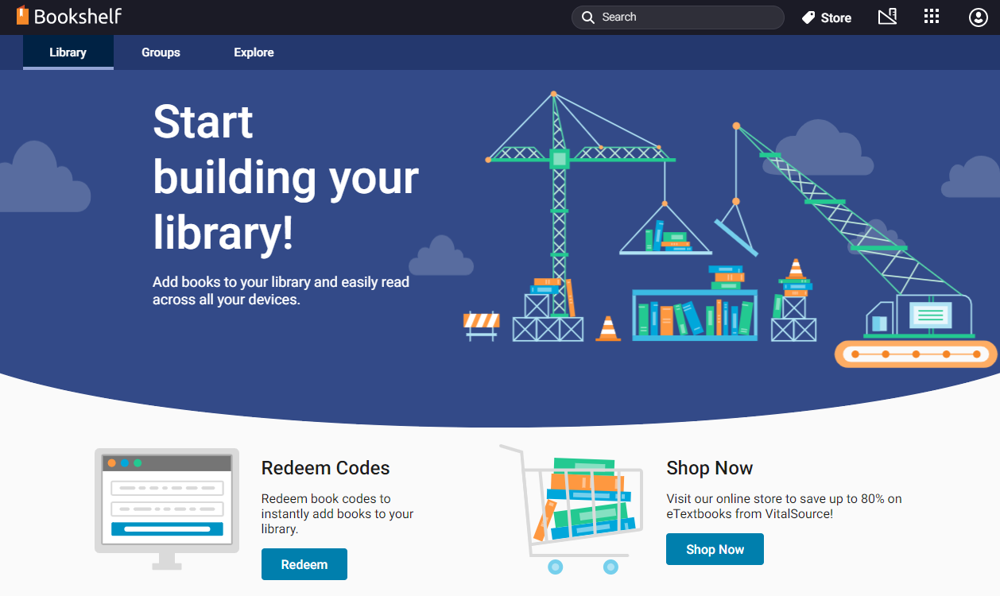 Bookshelf
Search
Store
Library
Groups
Explore
Start
building your
library!
Add books to your library and easily read
across all your devices.
Redeem Codes
Redeem book codes to
instantly add books to your
library.
Redeem
Shop Now
Visit our online store to save up to 80% on
eTextbooks from VitalSource!
Shop Now